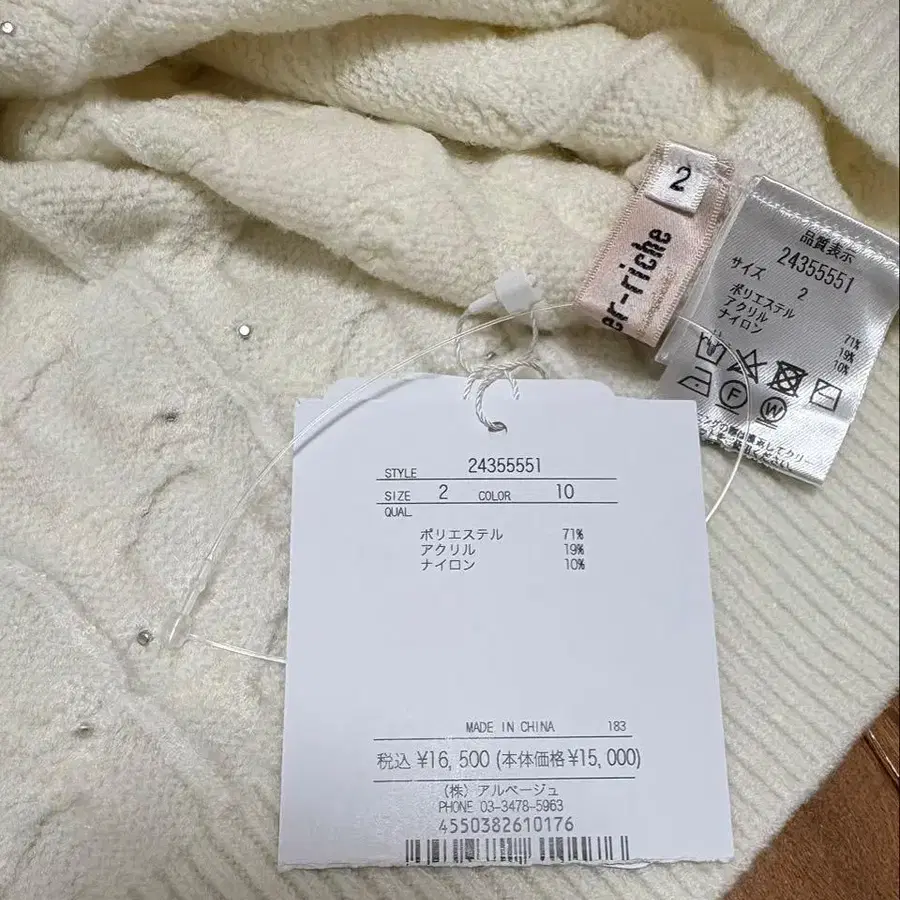 2
er-riche
品質表示
24355551
サイズ 2
ポリエステル 71%
アクリル 19%
ナイロン 10%
F W
STYLE 24355551
SIZE 2 COLOR 10
QUAL
ポリエステル 71%
アクリル 19%
ナイロン 10%
MADE IN CHINA 183
税込 ¥16,500 (本体価格¥15,000)
(株) アルページュ
PHONE 03-3478-5963
4550382610176